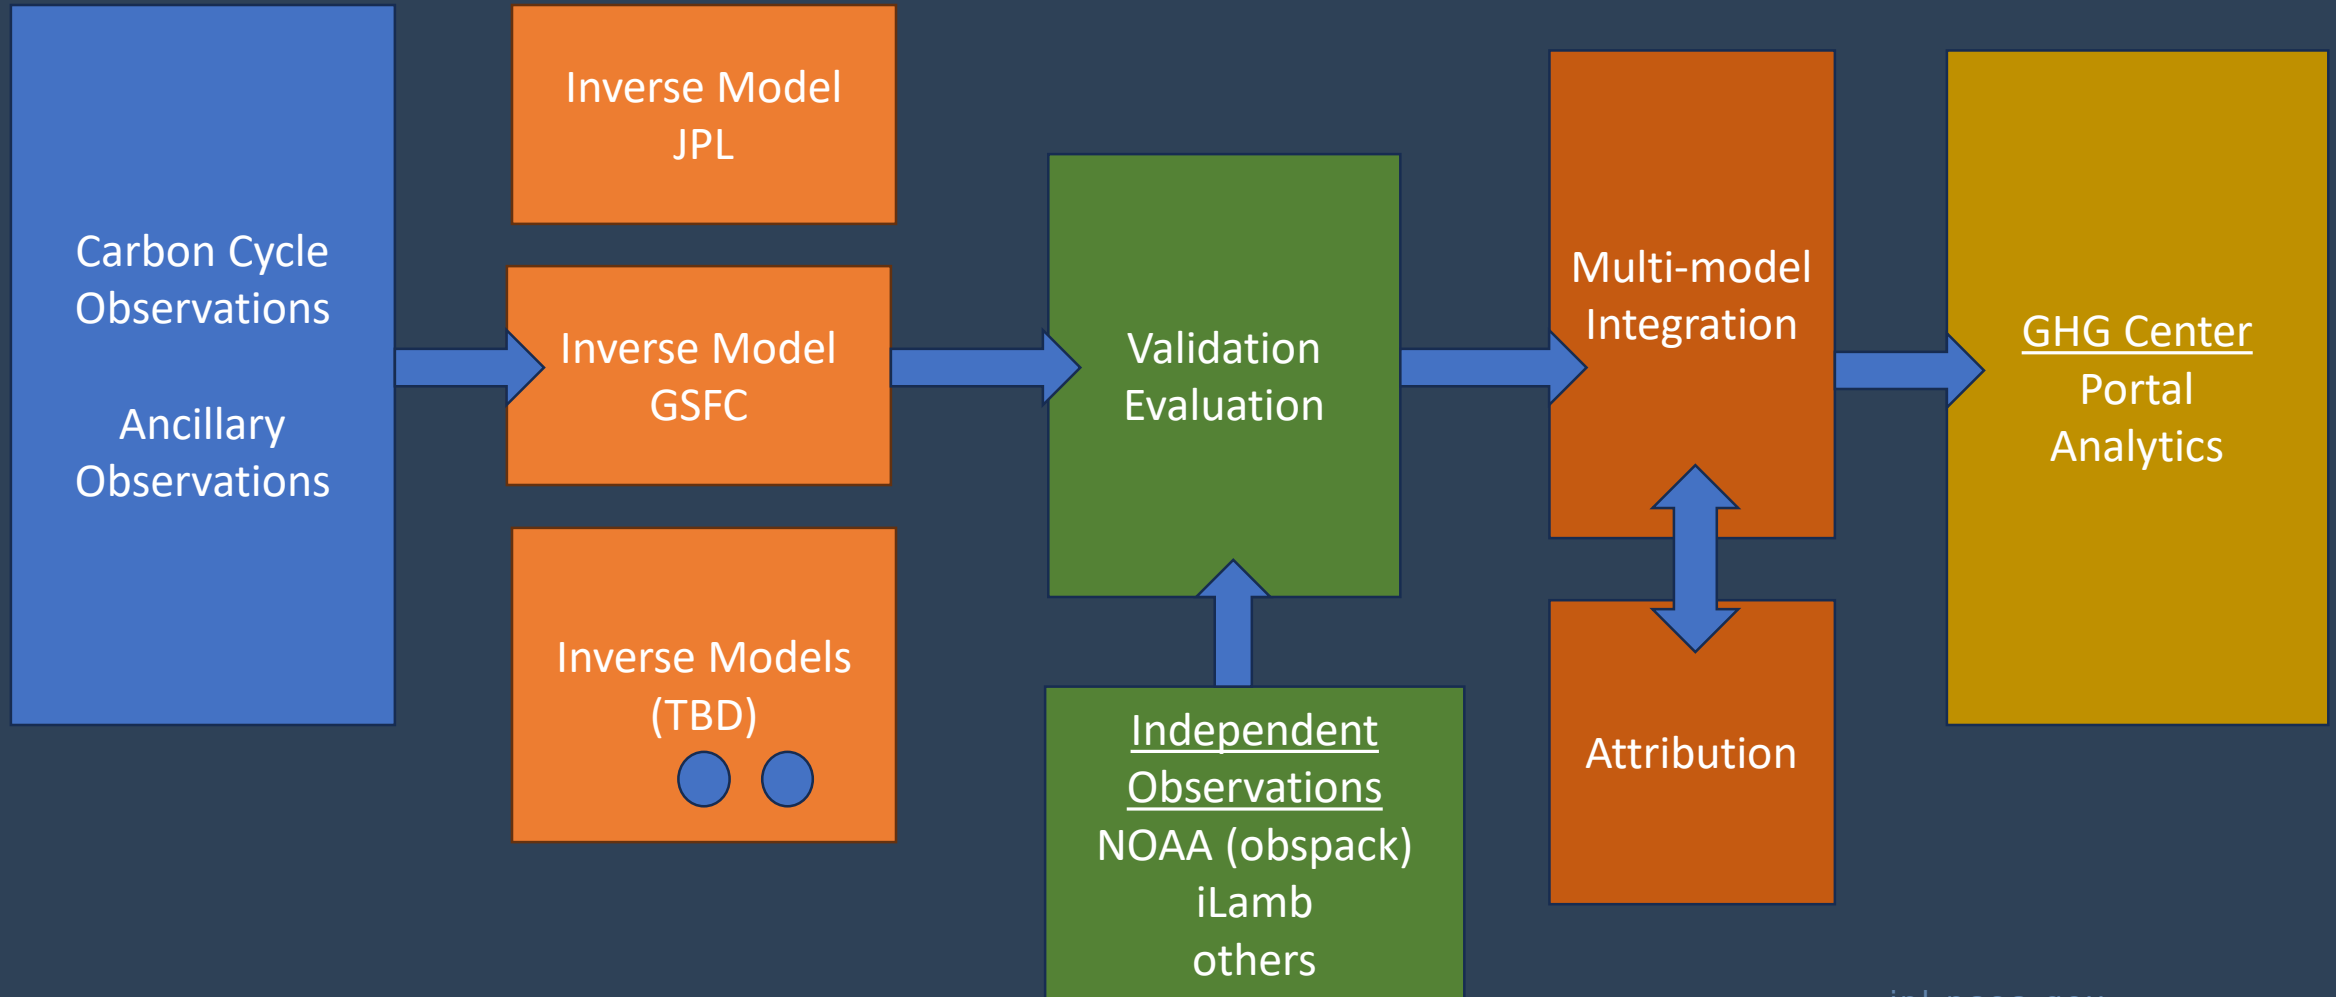 Carbon Cycle
Observations
Ancillary
Observations
Inverse Model
JPL
Inverse Model
GSFC
Inverse Models
(TBD)
Validation
Evaluation
Independent
Observations
NOAA (obspack)
iLamb
others
Multi-model
Integration
Attribution
GHG Center
Portal
Analytics